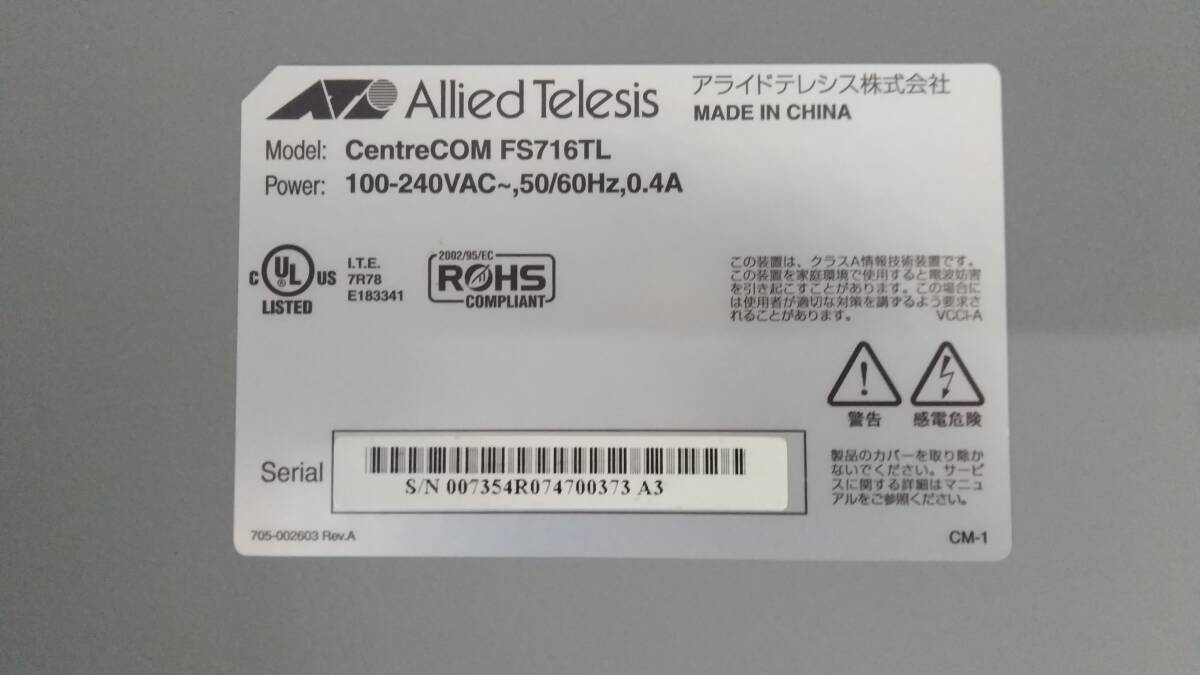 Allied Telesis
アライドテレシス株式会社
MADE IN CHINA
Model: CentreCOM FS716TL
Power: 100-240VAC~,50/60Hz,0.4A
C UL US
®
LISTED
I.T.E.
7R78
E183341
2002/95/EC
ROHS
COMPLIANT
この装置は、クラスA情報技術装置です。
この装置を家庭環境で使用すると電波妨害
を引き起こすことがあります。この場合に
は使用者が適切な対策を講ずるよう要求さ
れることがあります。 VCCI-A
警告 感電危険
製品のカバーを取り除か
ないでください。サービ
スに関する詳細はマニュ
アルをご参照ください。
Serial
S/N 007354R074700373 A3
705-002603 Rev.A
CM-1